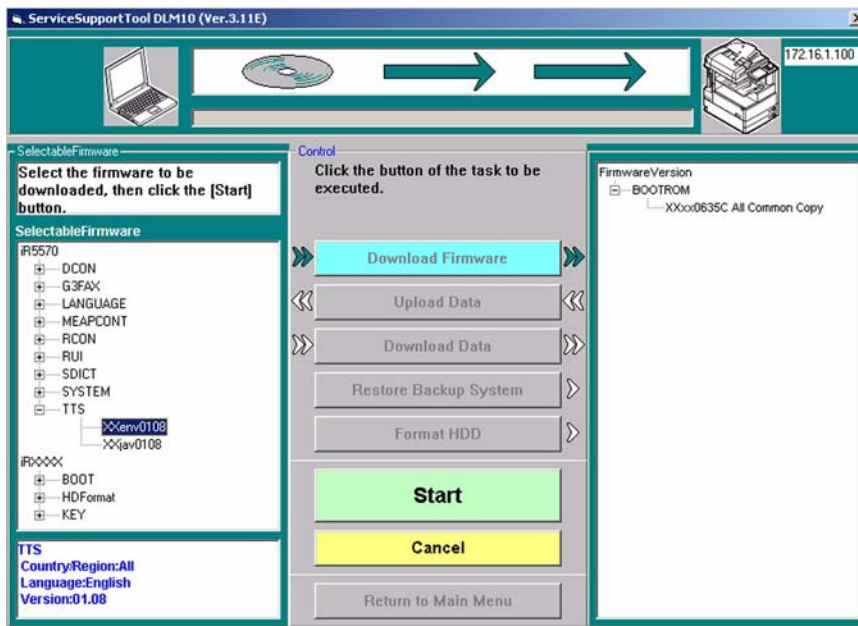 ServiceSupportTool DLM10 (Ver.3.11E)
172.16.1.100
SelectableFirmware
Select the firmware to be
downloaded, then click the [Start]
button.
SelectableFirmware
iR5570
DCON
G3FAX
LANGUAGE
MEAPCONT
RCON
RUI
SDICT
SYSTEM
TTS
XXenv0108
XXjav0108
iRXXXX
BOOT
HDFormat
KEY
TTS
Country/Region:All
Language:English
Version:01.08
Control
Click the button of the task to be
executed.
Download Firmware
Upload Data
Download Data
Restore Backup System
Format HDD
Start
Cancel
Return to Main Menu
FirmwareVersion
BOOTROM
XXxx0635C All Common Copy